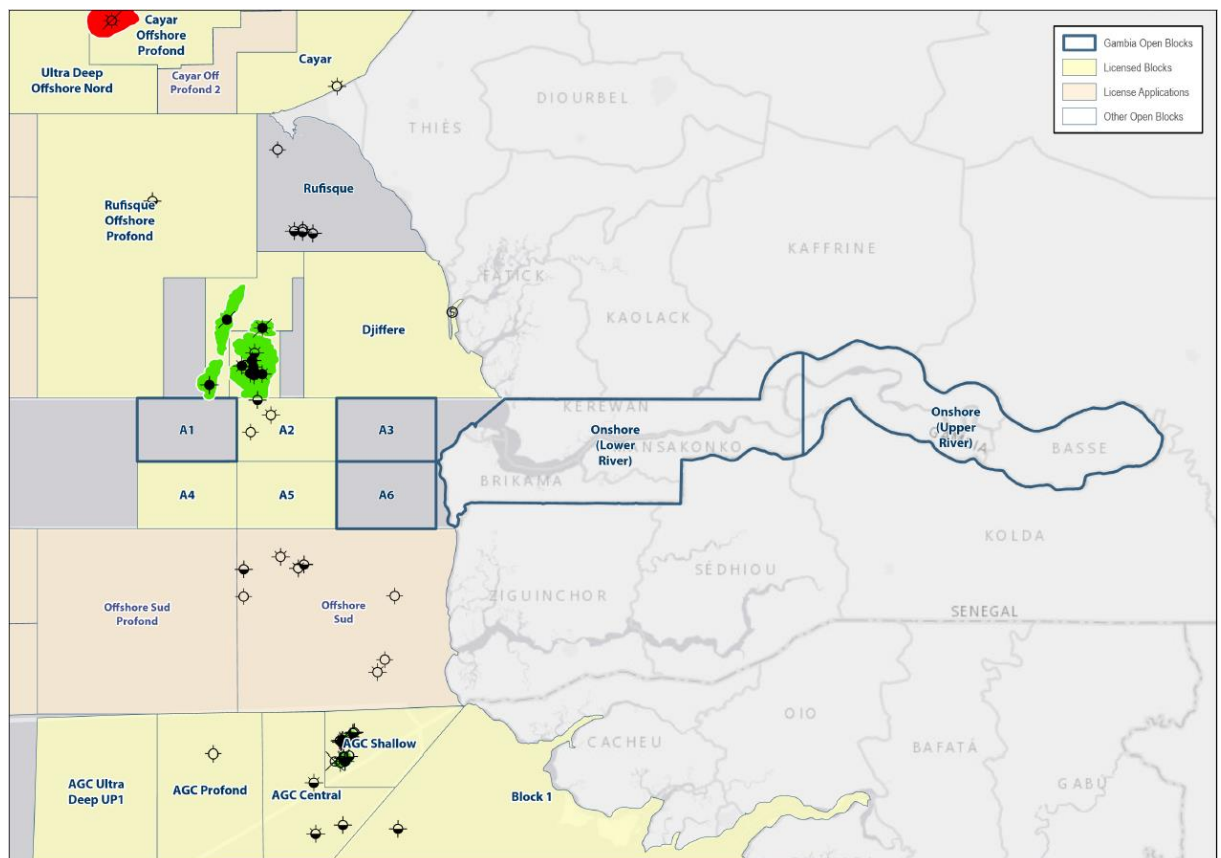 Cayar
Offshore
Profond
Cayar
Ultra Deep
Offshore Nord
Cayar Off
Profond 2
Gambia Open Blocks
Licensed Blocks
License Applications
Other Open Blocks
DIOURBEL
THIÈS
Rufisque
Rufisque
Offshore
Profond
KAFFRINE
FATICK
KAOLACK
Djiffere
A1
A2
A3
KEREWAN
Onshore
(Lower
River)
MANSAKONKO
Onshore
(Upper
River)
BASSE
BRIKAMA
A4
A5
A6
KOLDA
SÉDHIOU
ZIGUINCHOR
Offshore Sud
Profond
Offshore
Sud
SENEGAL
OIO
CACHEU
BAFATÁ
GABÚ
AGC Shallow
AGC Ultra
Deep UP1
AGC Profond
AGC Central
Block 1